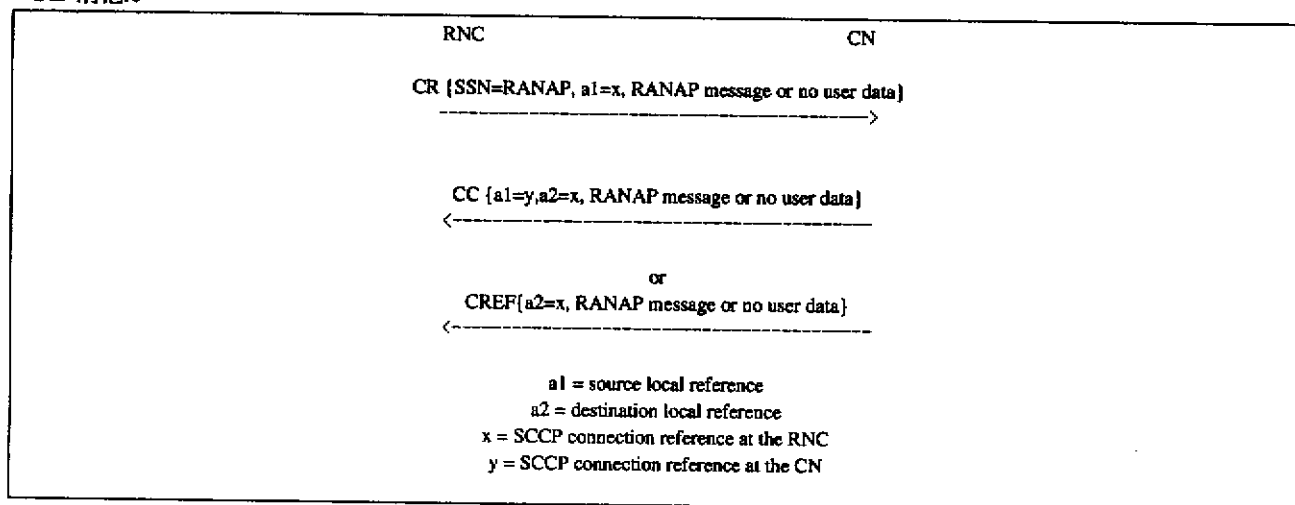 RNC CN
CR {SSN=RANAP, a1=x, RANAP message or no user data}
CC {a1=y,a2=x, RANAP message or no user data}
or
CREF{a2=x, RANAP message or no user data}
a1 = source local reference
a2 = destination local reference
x = SCCP connection reference at the RNC
y = SCCP connection reference at the CN